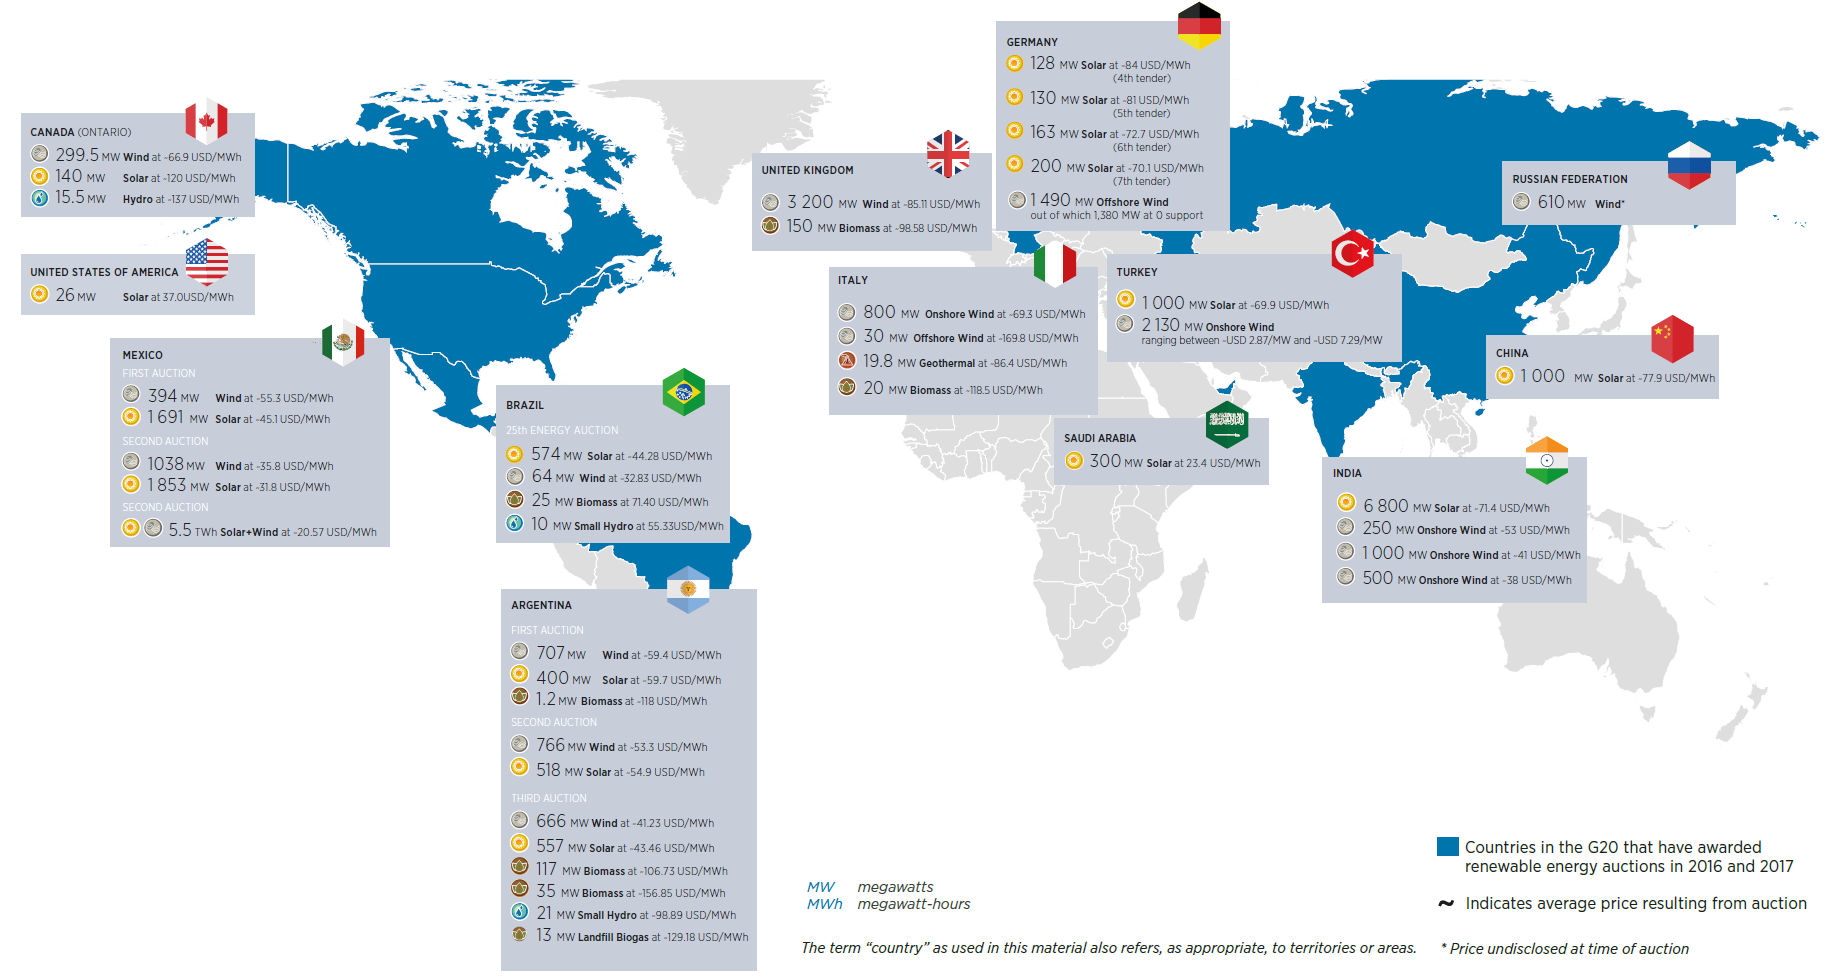 CANADA (ONTARIO)
299.5 MW Wind at ~66.9 USD/MWh
140 MW Solar at ~120 USD/MWh
15.5 MW Hydro at ~137 USD/MWh
UNITED STATES OF AMERICA
26 MW Solar at 37.0USD/MWh
MEXICO
FIRST AUCTION
394 MW Wind at ~55.3 USD/MWh
1 691 MW Solar at ~45.1 USD/MWh
SECOND AUCTION
1038 MW Wind at ~35.8 USD/MWh
1 853 MW Solar at ~31.8 USD/MWh
SECOND AUCTION
5.5 TWh Solar+Wind at ~20.57 USD/MWh
BRAZIL
25th ENERGY AUCTION
574 MW Solar at ~44.28 USD/MWh
64 MW Wind at ~32.83 USD/MWh
25 MW Biomass at 71.40 USD/MWh
10 MW Small Hydro at 55.33USD/MWh
ARGENTINA
FIRST AUCTION
707 MW Wind at ~59.4 USD/MWh
400 MW Solar at ~59.7 USD/MWh
1.2 MW Biomass at ~118 USD/MWh
SECOND AUCTION
766 MW Wind at ~53.3 USD/MWh
518 MW Solar at ~54.9 USD/MWh
THIRD AUCTION
666 MW Wind at ~41.23 USD/MWh
557 MW Solar at ~43.46 USD/MWh
117 MW Biomass at ~106.73 USD/MWh
35 MW Biomass at ~156.85 USD/MWh
21 MW Small Hydro at ~98.89 USD/MWh
13 MW Landfill Biogas at ~129.18 USD/MWh
UNITED KINGDOM
3 200 MW Wind at ~85.11 USD/MWh
150 MW Biomass at ~98.58 USD/MWh
GERMANY
128 MW Solar at ~84 USD/MWh
(4th tender)
130 MW Solar at ~81 USD/MWh
(5th tender)
163 MW Solar at ~72.7 USD/MWh
(6th tender)
200 MW Solar at ~70.1 USD/MWh
(7th tender)
1 490 MW Offshore Wind
out of which 1,380 MW at 0 support
ITALY
800 MW Onshore Wind at ~69.3 USD/MWh
30 MW Offshore Wind at ~169.8 USD/MWh
19.8 MW Geothermal at ~86.4 USD/MWh
20 MW Biomass at ~118.5 USD/MWh
TURKEY
1 000 MW Solar at ~69.9 USD/MWh
2 130 MW Onshore Wind
ranging between ~USD 2.87/MW and ~USD 7.29/MW
SAUDI ARABIA
300 MW Solar at 23.4 USD/MWh
RUSSIAN FEDERATION
610 MW Wind*
CHINA
1 000 MW Solar at ~77.9 USD/MWh
INDIA
6 800 MW Solar at ~71.4 USD/MWh
250 MW Onshore Wind at ~53 USD/MWh
1 000 MW Onshore Wind at ~41 USD/MWh
500 MW Onshore Wind at ~38 USD/MWh
Countries in the G20 that have awarded
renewable energy auctions in 2016 and 2017
~ Indicates average price resulting from auction
MW megawatts
MWh megawatt-hours
The term “country” as used in this material also refers, as appropriate, to territories or areas.
* Price undisclosed at time of auction